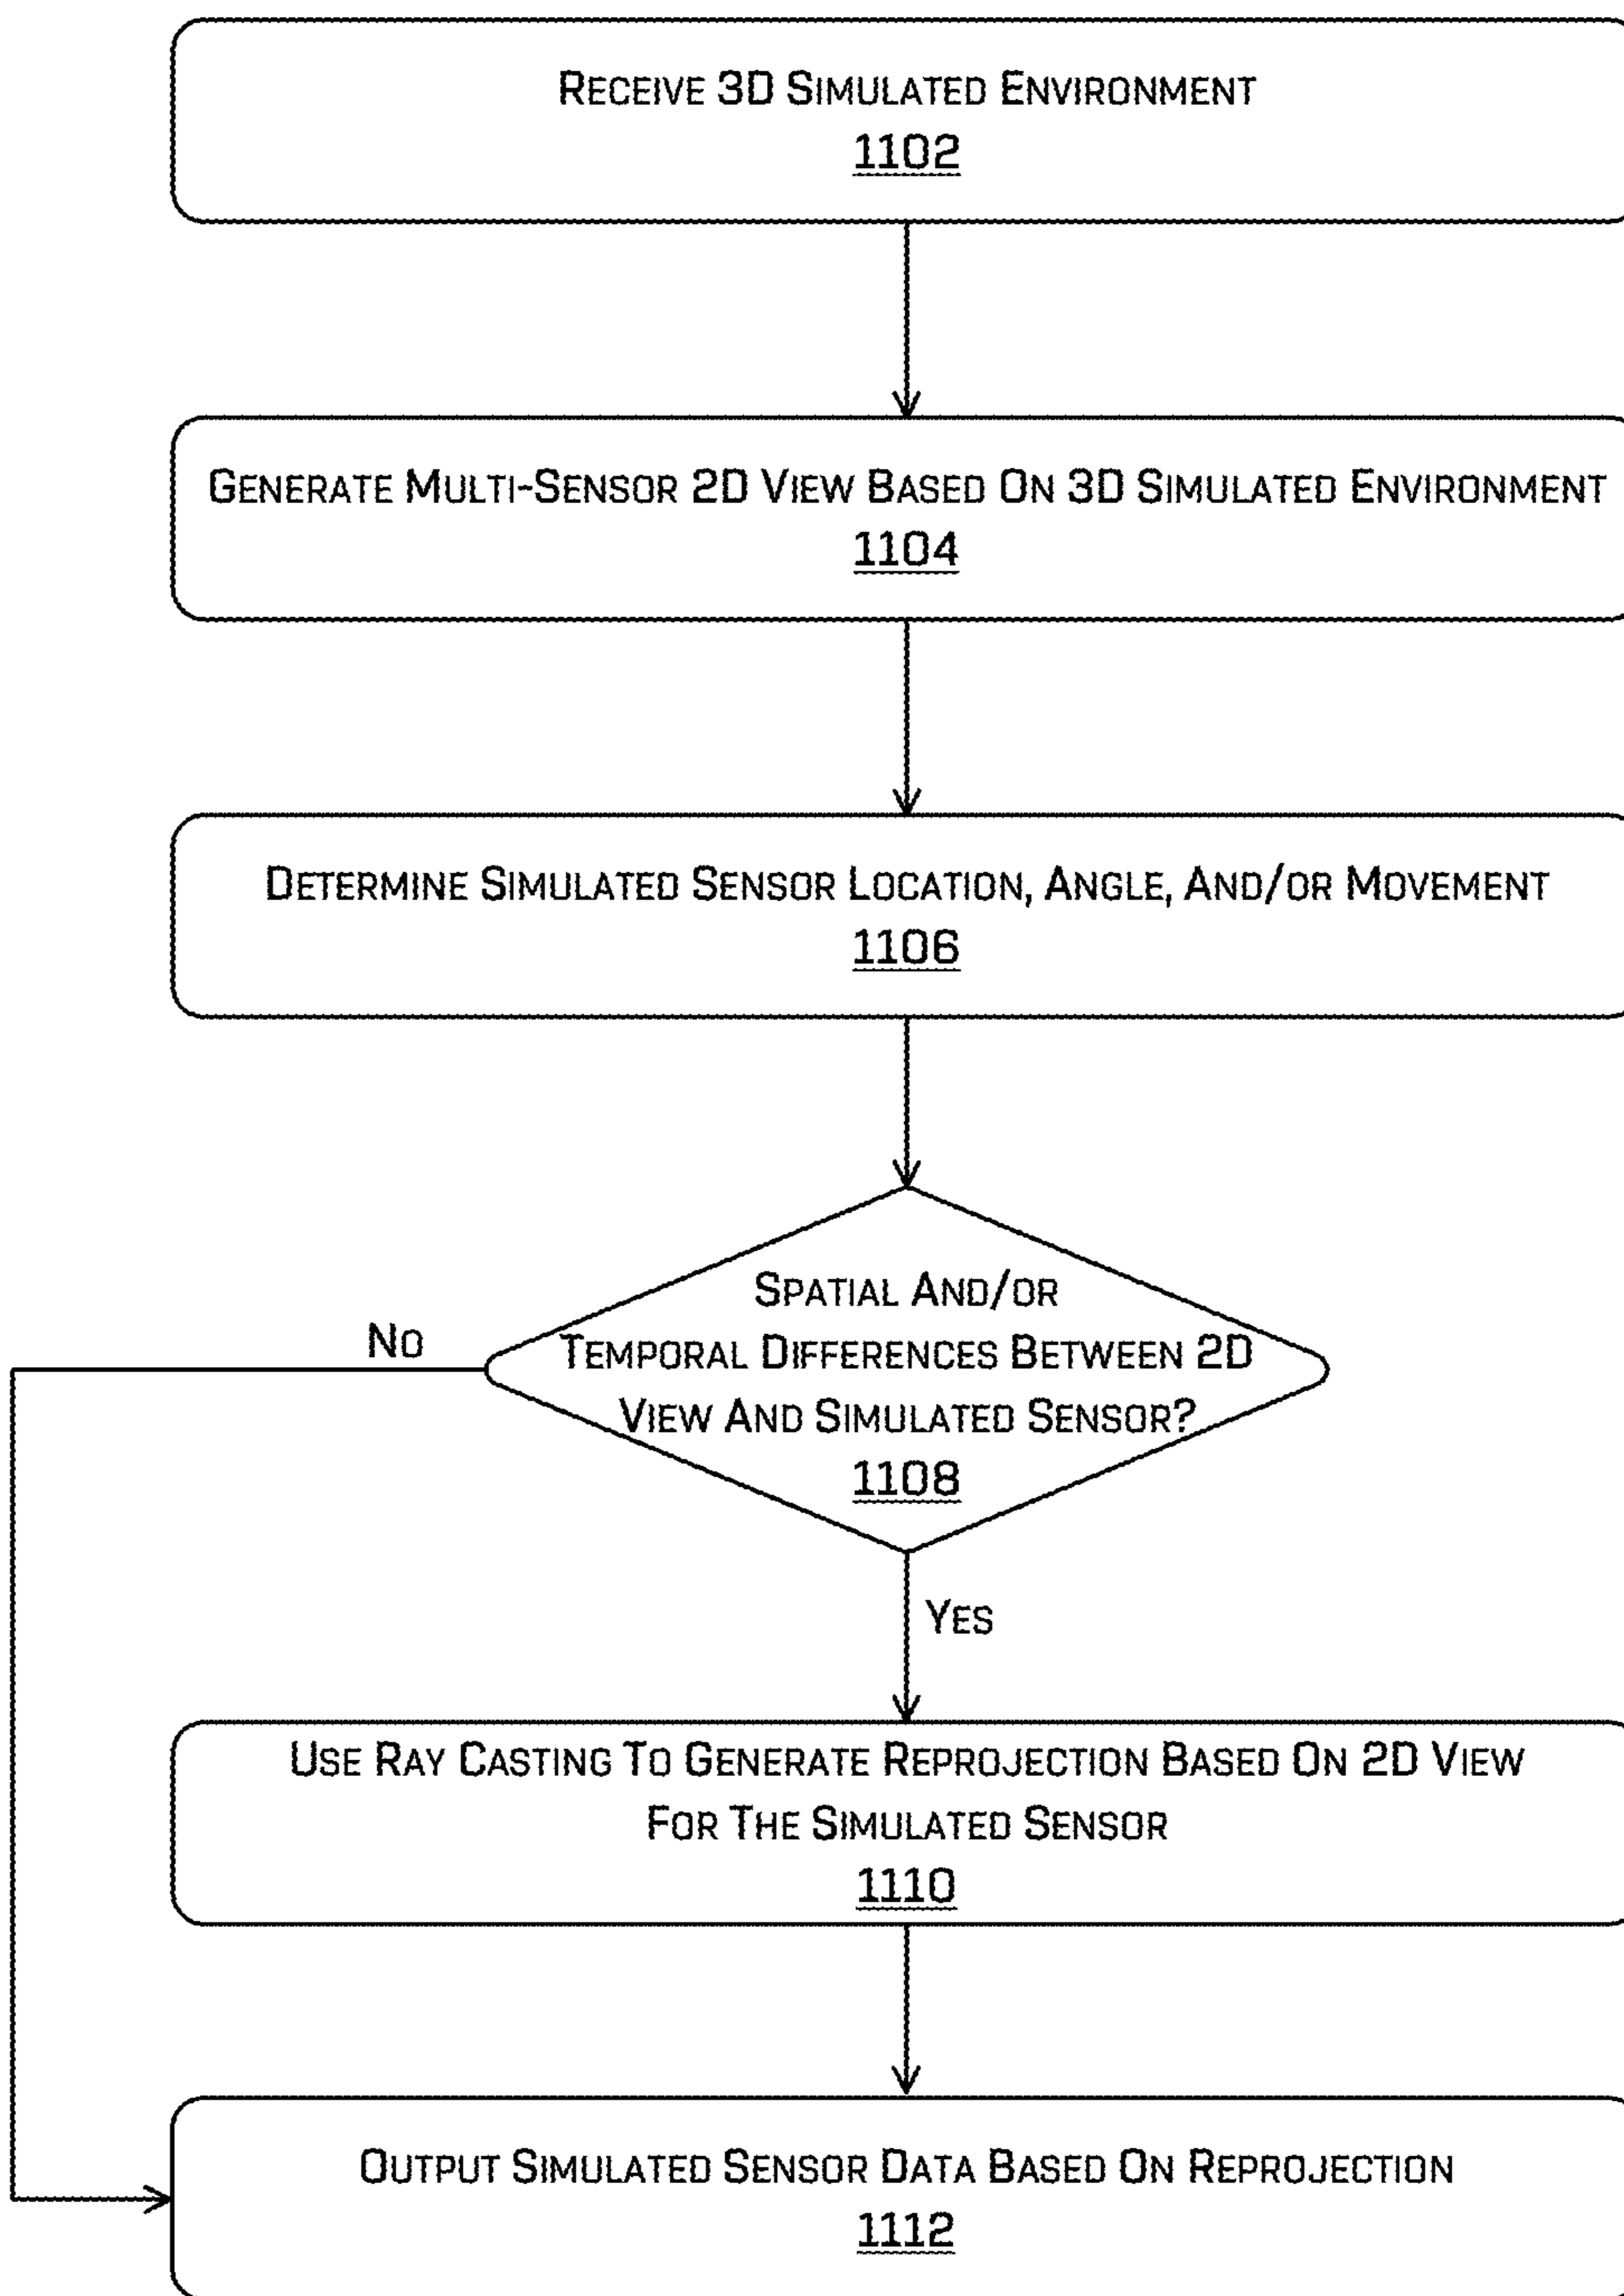 Receive 3D Simulated Environment
1102
Generate Multi-Sensor 2D View Based On 3D Simulated Environment
1104
Determine Simulated Sensor Location, Angle, And/or Movement
1106
Spatial And/or
Temporal Differences Between 2D
View And Simulated Sensor?
1108
No
Yes
Use Ray Casting To Generate Reprojection Based On 2D View
For The Simulated Sensor
1110
Output Simulated Sensor Data Based On Reprojection
1112